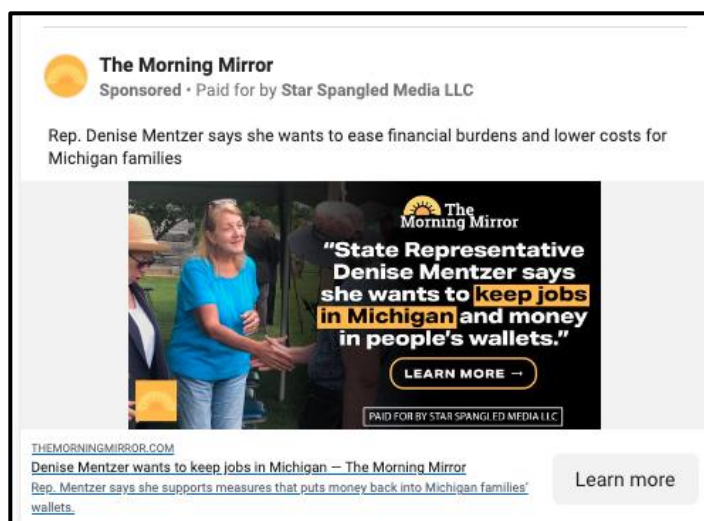 The Morning Mirror
Sponsored • Paid for by Star Spangled Media LLC
Rep. Denise Mentzer says she wants to ease financial burdens and lower costs for
Michigan families
The
Morning Mirror
“State Representative
Denise Mentzer says
she wants to keep jobs
in Michigan and money
in people’s wallets.”
LEARN MORE →
PAID FOR BY STAR SPANGLED MEDIA LLC
THEMORNINGMIRROR.COM
Denise Mentzer wants to keep jobs in Michigan — The Morning Mirror
Rep. Mentzer says she supports measures that puts money back into Michigan families’
wallets.
Learn more